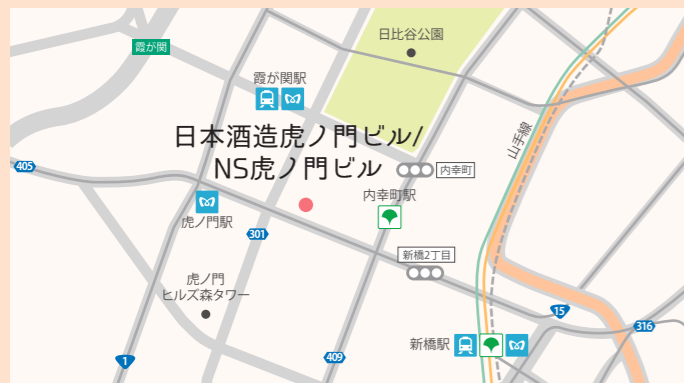 霞が関
日比谷公園
霞が関駅
日本酒造虎ノ門ビル/
NS虎ノ門ビル
山手線
内幸町
405
内幸町駅
虎ノ門駅
301
新橋2丁目
虎ノ門
ヒルズ森タワー
15
316
新橋駅
409
1